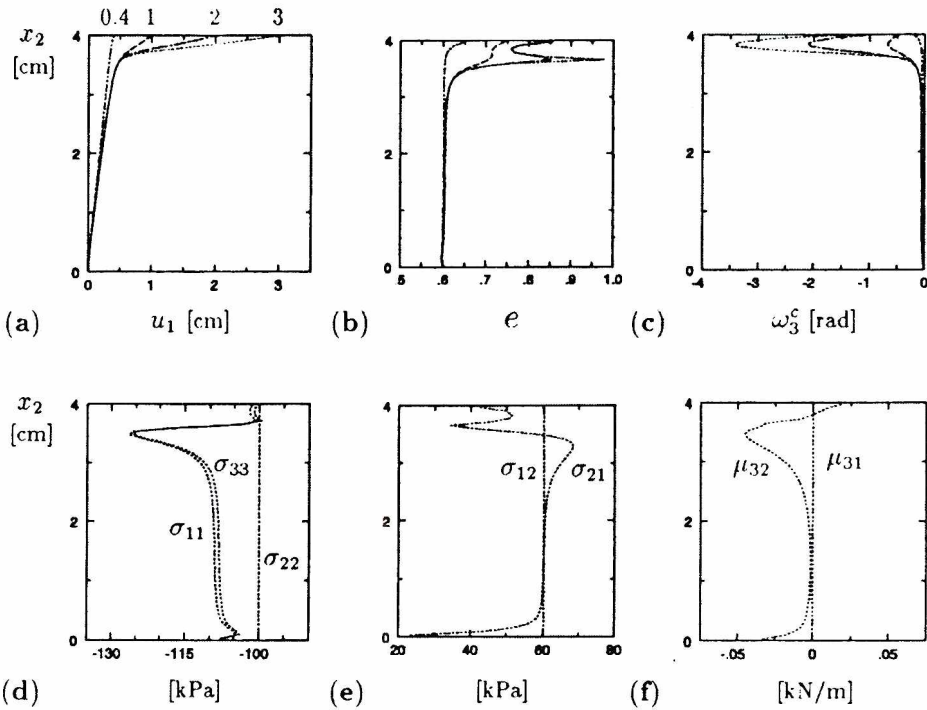 0.4 1 2 3
x₂
[cm]
4
2
0
0 1 2 3
(a) u₁ [cm]
4
2
0
.5 .6 .7 .8 .9 1.0
(b) e
4
2
0
-4 -3 -2 -1 0
(c) ω₃ᶜ [rad]
x₂
[cm]
4
2
0
σ₃₃
σ₁₁
σ₂₂
-130 -115 -100
(d) [kPa]
4
2
0
σ₁₂ σ₂₁
20 40 60 80
(e) [kPa]
4
2
0
μ₃₂ μ₃₁
-.05 0 .05
(f) [kN/m]